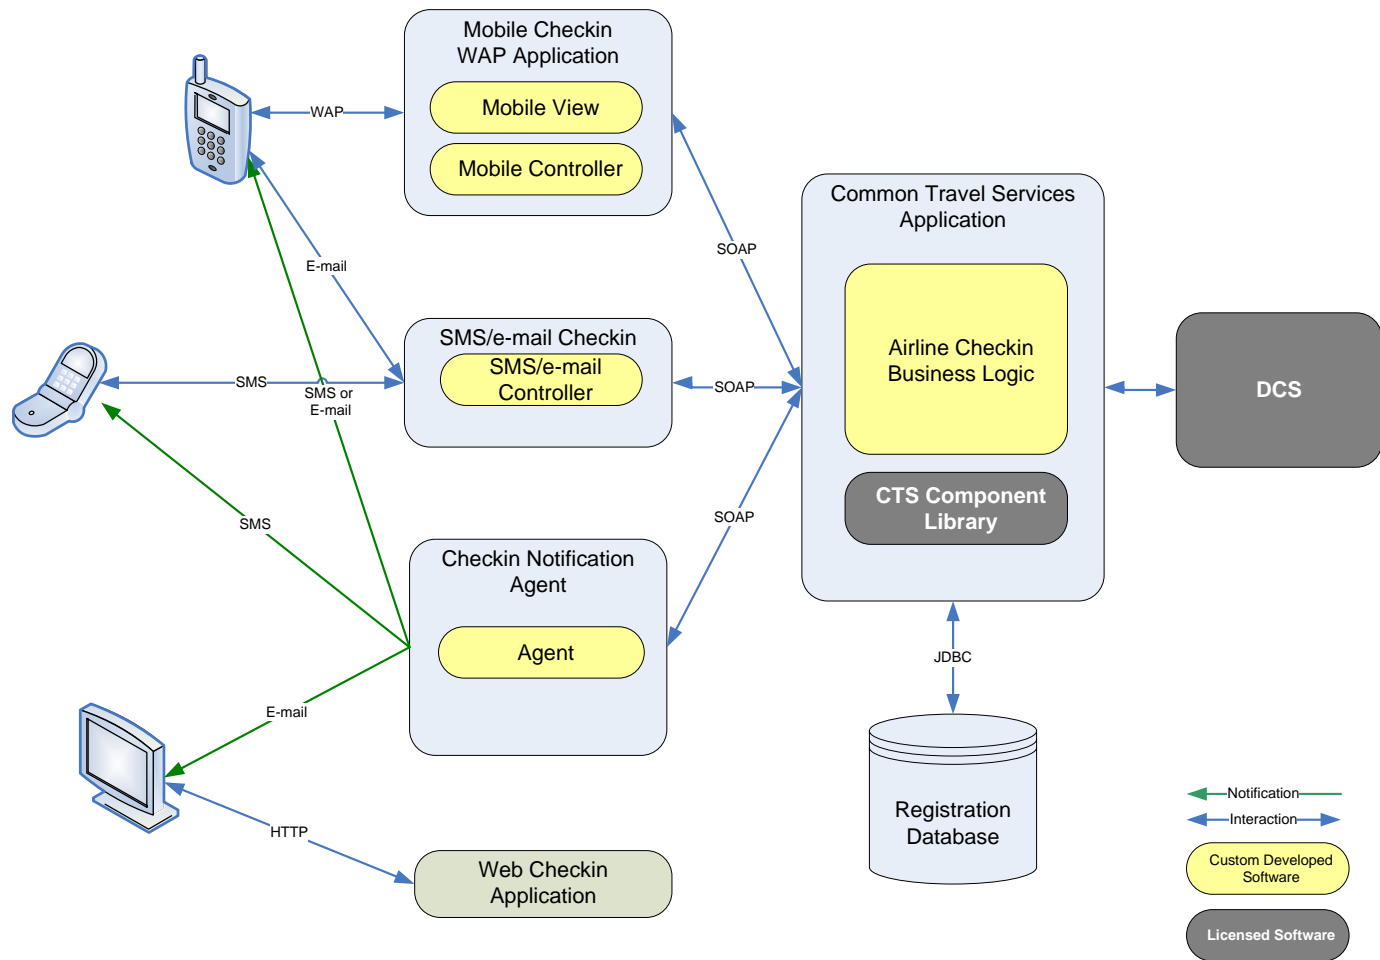 Mobile Checkin
WAP Application
Mobile View
Mobile Controller
WAP
E-mail
SOAP
Common Travel Services
Application
Airline Checkin
Business Logic
CTS Component
Library
DCS
SMS/e-mail Checkin
SMS/e-mail
Controller
SMS
SMS or
E-mail
SOAP
SMS
SOAP
Checkin Notification
Agent
Agent
E-mail
JDBC
HTTP
Registration
Database
Web Checkin
Application
Notification
Interaction
Custom Developed
Software
Licensed Software